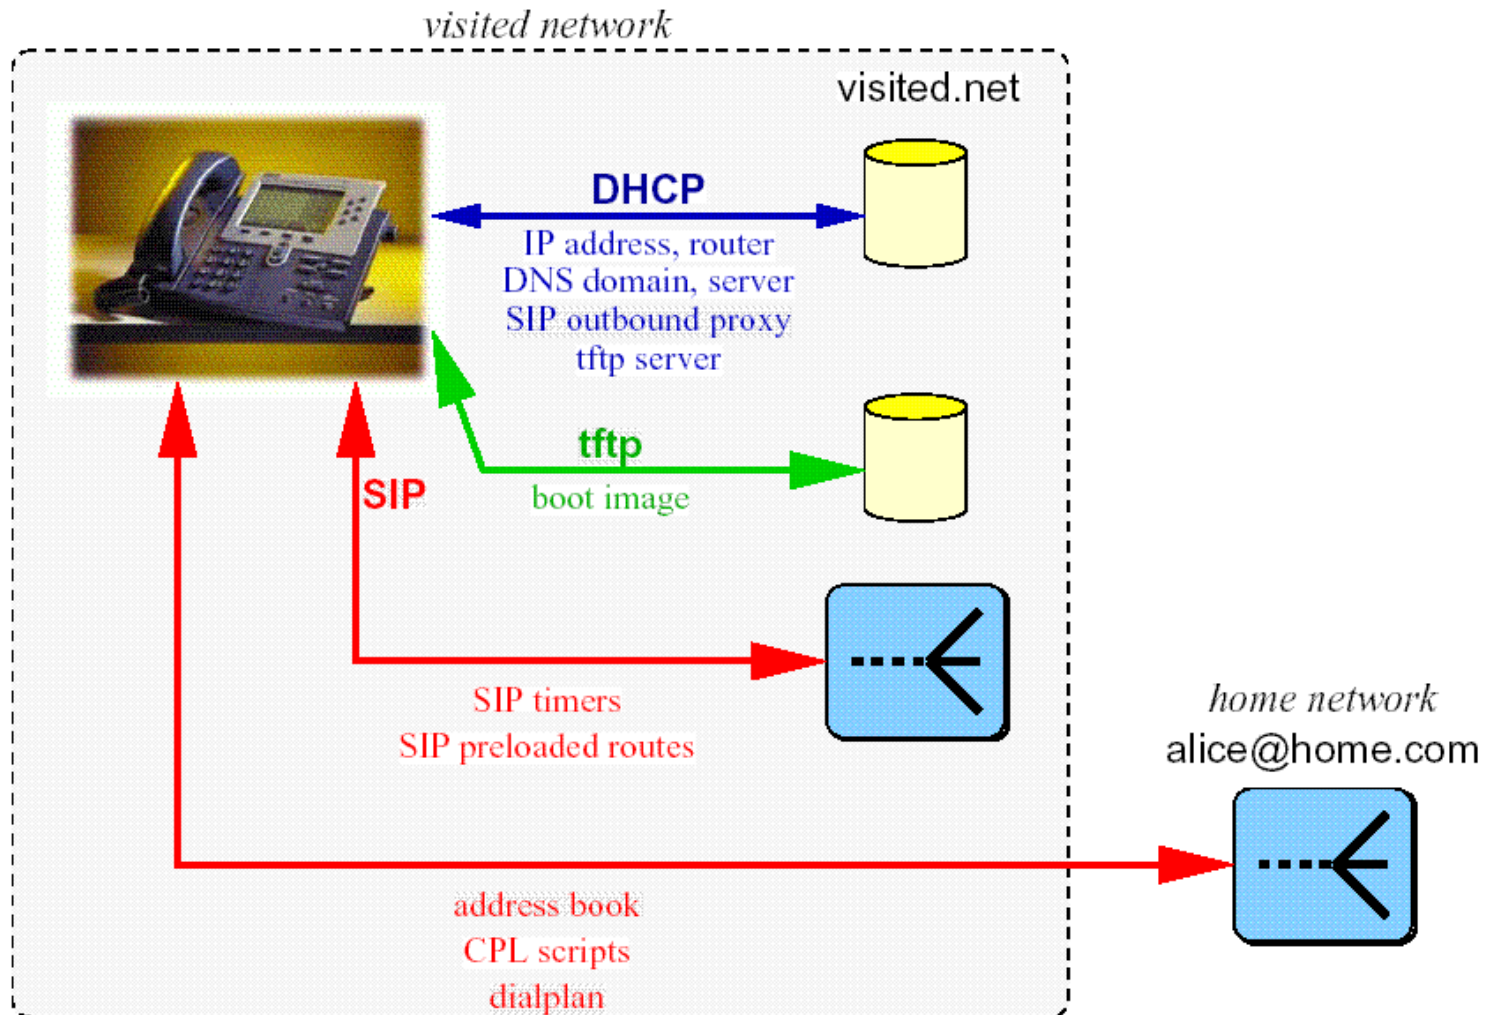 visited network
visited.net
DHCP
IP address, router
DNS domain, server
SIP outbound proxy
tftp server
tftp
boot image
SIP
SIP timers
SIP preloaded routes
home network
alice@home.com
address book
CPL scripts
dialplan